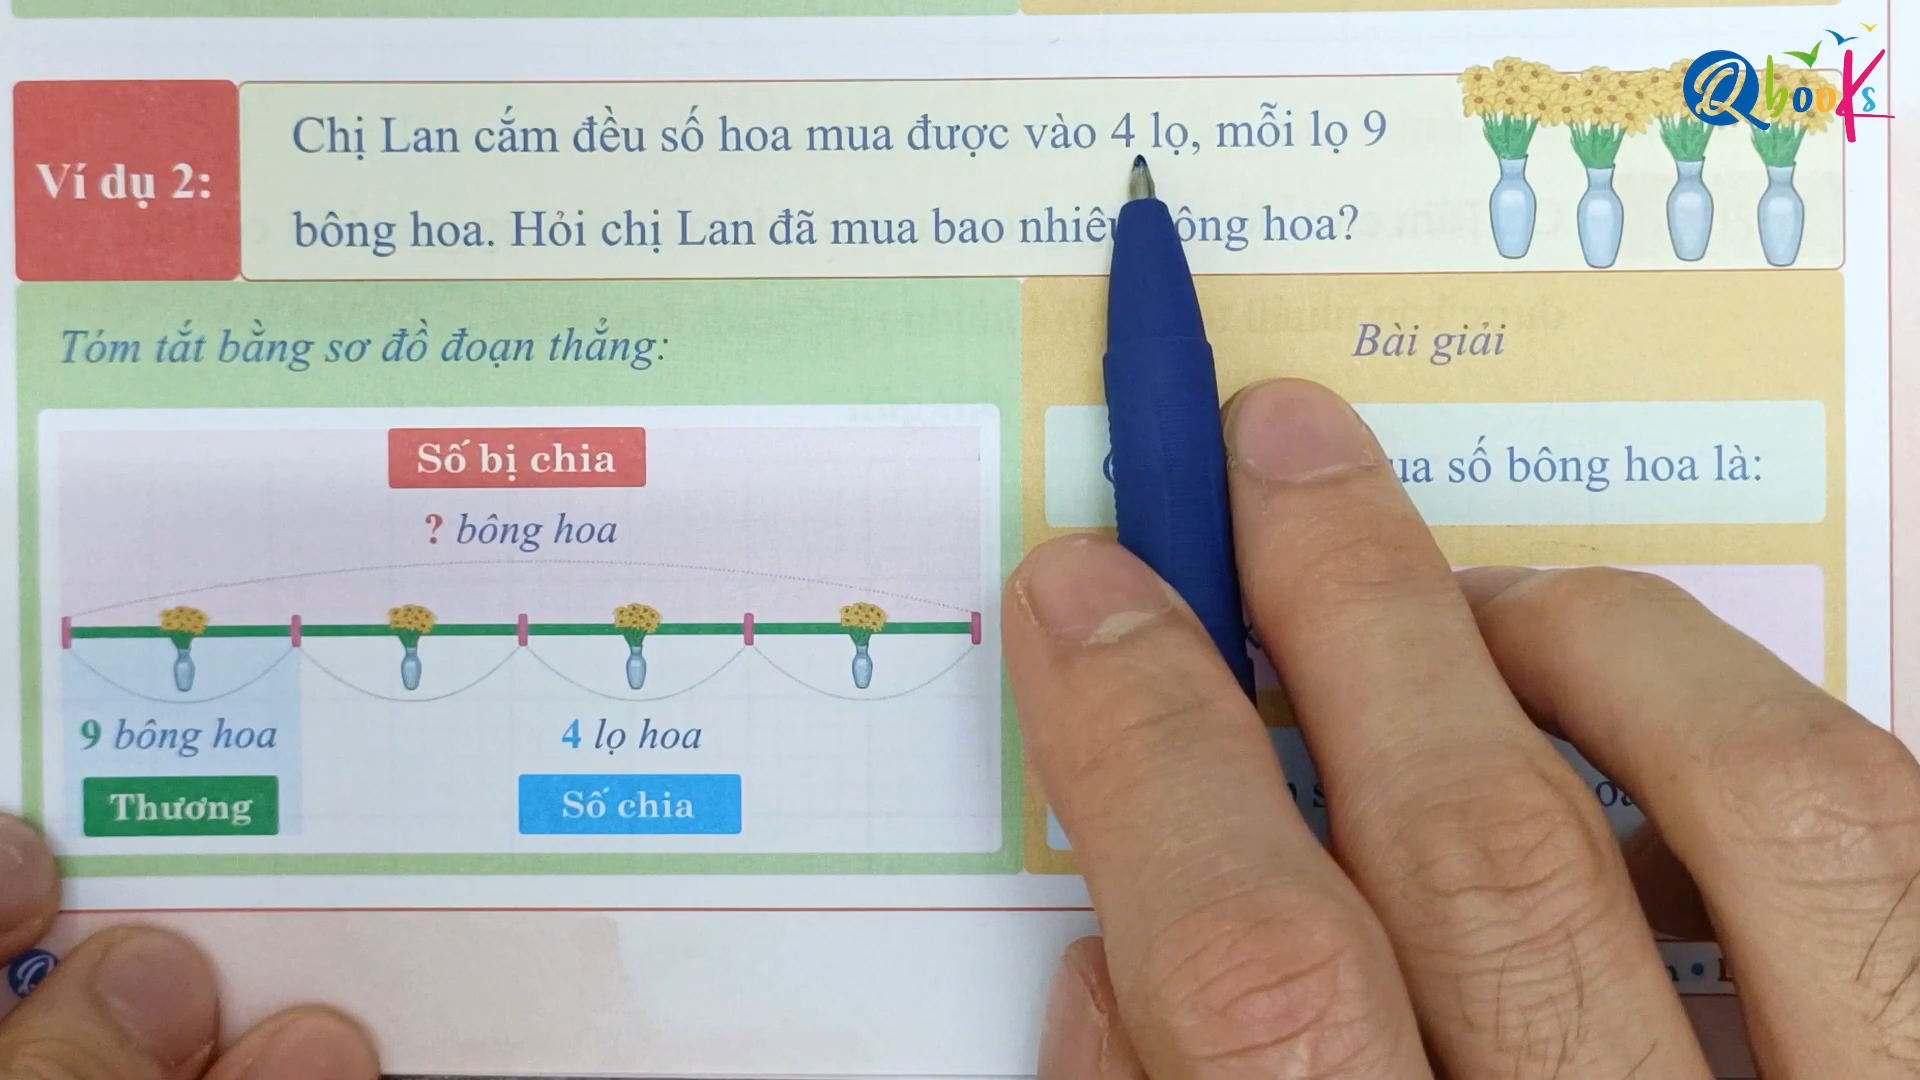 Qbooks
Ví dụ 2:
Chị Lan cắm đều số hoa mua được vào 4 lọ, mỗi lọ 9
bông hoa. Hỏi chị Lan đã mua bao nhiêu bông hoa?
Tóm tắt bằng sơ đồ đoạn thẳng:
Số bị chia
? bông hoa
9 bông hoa
4 lọ hoa
Thương
Số chia
Bài giải
số bông hoa là: